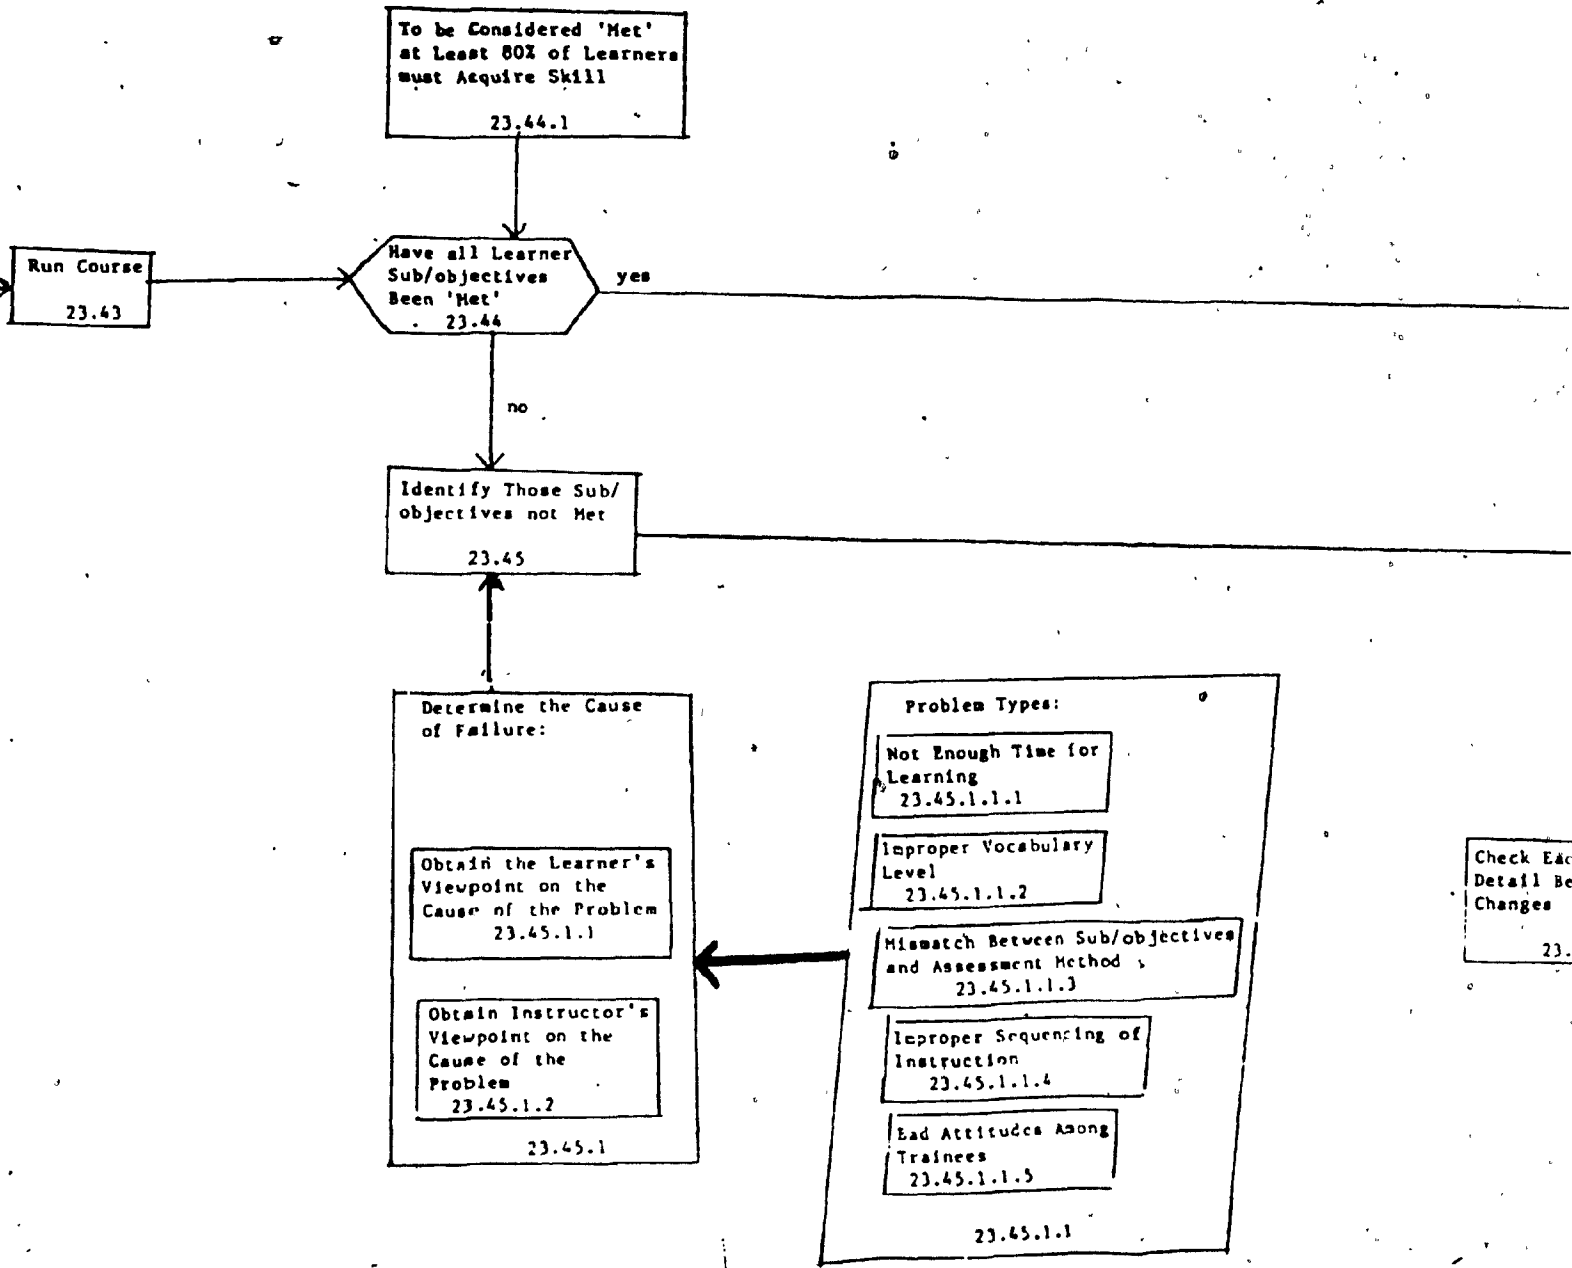 To be Considered 'Met'
at Least 80% of Learners
must Acquire Skill
23.44.1
Run Course
23.43
Have all Learner
Sub/objectives
Been 'Met'
23.44
yes
no
Identify Those Sub/
objectives not Met
23.45
Determine the Cause
of Failure:
Obtain the Learner's
Viewpoint on the
Cause of the Problem
23.45.1.1
Obtain Instructor's
Viewpoint on the
Cause of the
Problem
23.45.1.2
23.45.1
Problem Types:
Not Enough Time for
Learning
23.45.1.1.1
Improper Vocabulary
Level
23.45.1.1.2
Mismatch Between Sub/objectives
and Assessment Method
23.45.1.1.3
Improper Sequencing of
Instruction
23.45.1.1.4
Bad Attitudes Among
Trainees
23.45.1.1.5
23.45.1.1
Check Eac
Detail Be
Changes
23.